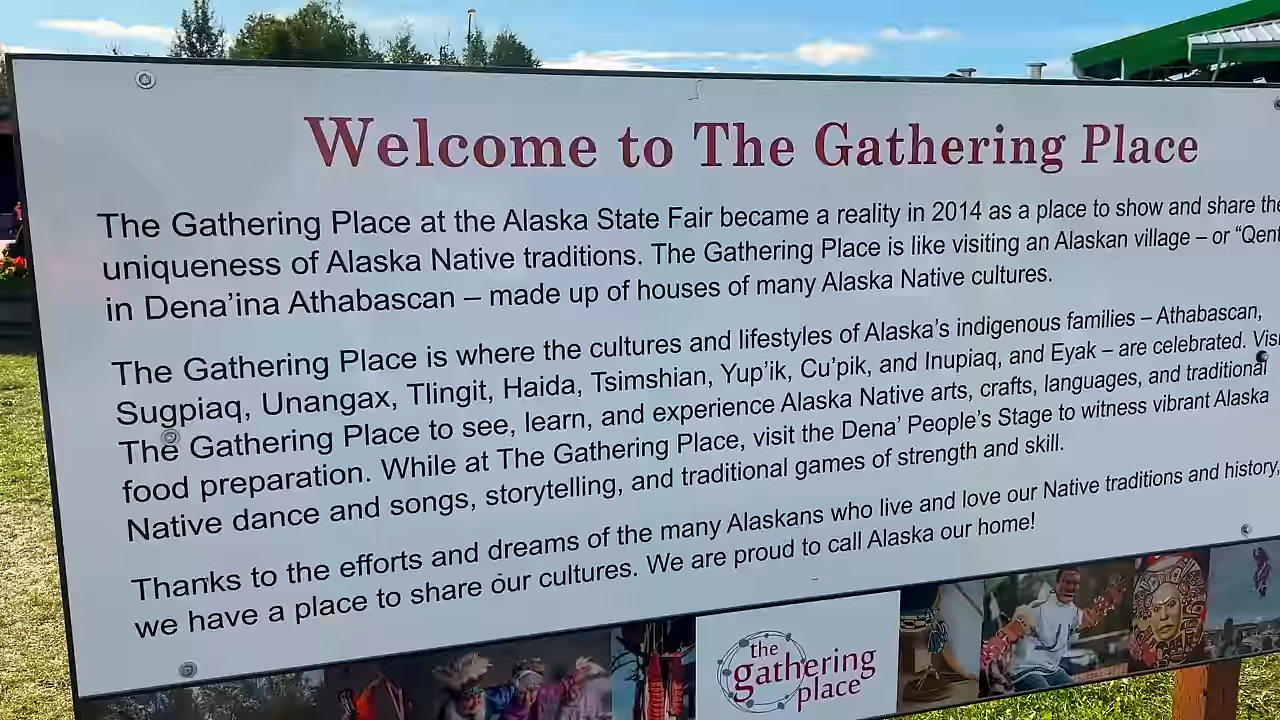 Welcome to The Gathering Place
The Gathering Place at the Alaska State Fair became a reality in 2014 as a place to show and share the
uniqueness of Alaska Native traditions. The Gathering Place is like visiting an Alaskan village – or “Qent
in Dena’ina Athabascan – made up of houses of many Alaska Native cultures.
The Gathering Place is where the cultures and lifestyles of Alaska’s indigenous families – Athabascan,
Sugpiaq, Unangax, Tlingit, Haida, Tsimshian, Yup’ik, Cu’pik, and Inupiaq, and Eyak – are celebrated. Visi
The Gathering Place to see, learn, and experience Alaska Native arts, crafts, languages, and traditional
food preparation. While at The Gathering Place, visit the Dena’ People’s Stage to witness vibrant Alaska
Native dance and songs, storytelling, and traditional games of strength and skill.
Thanks to the efforts and dreams of the many Alaskans who live and love our Native traditions and history,
we have a place to share our cultures. We are proud to call Alaska our home!
the
gathering
place